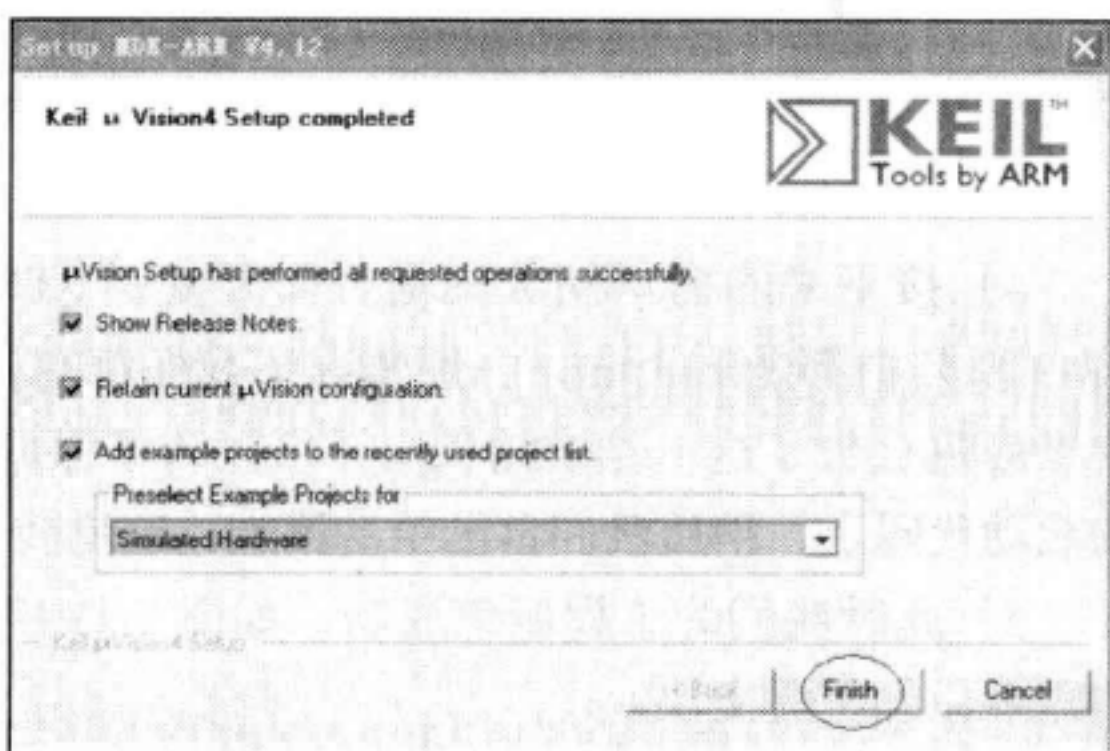 Setup MDK-ARM V4.12
Keil μ Vision4 Setup completed
KEIL™
Tools by ARM
μVision Setup has performed all requested operations successfully.
Show Release Notes.
Retain current μVision configuration.
Add example projects to the recently used project list.
Preselect Example Projects for
Simulated Hardware
Keil μVision4 Setup
<<Back
Finish
Cancel